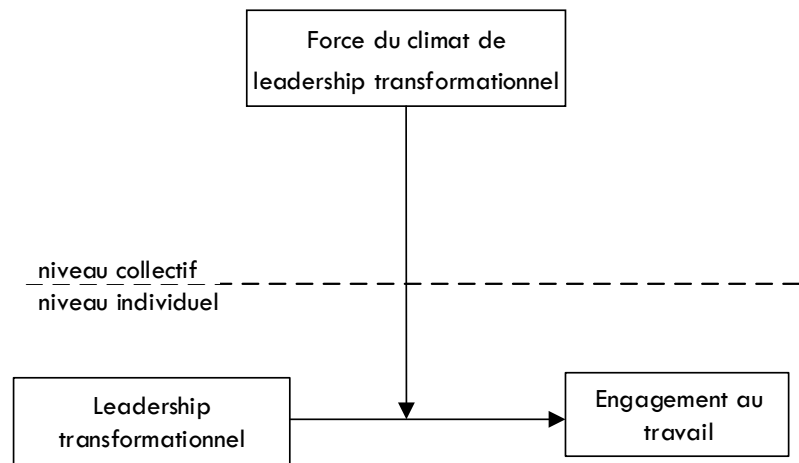 Force du climat de
leadership transformationnel
niveau collectif
niveau individuel
Leadership
transformationnel
Engagement au
travail